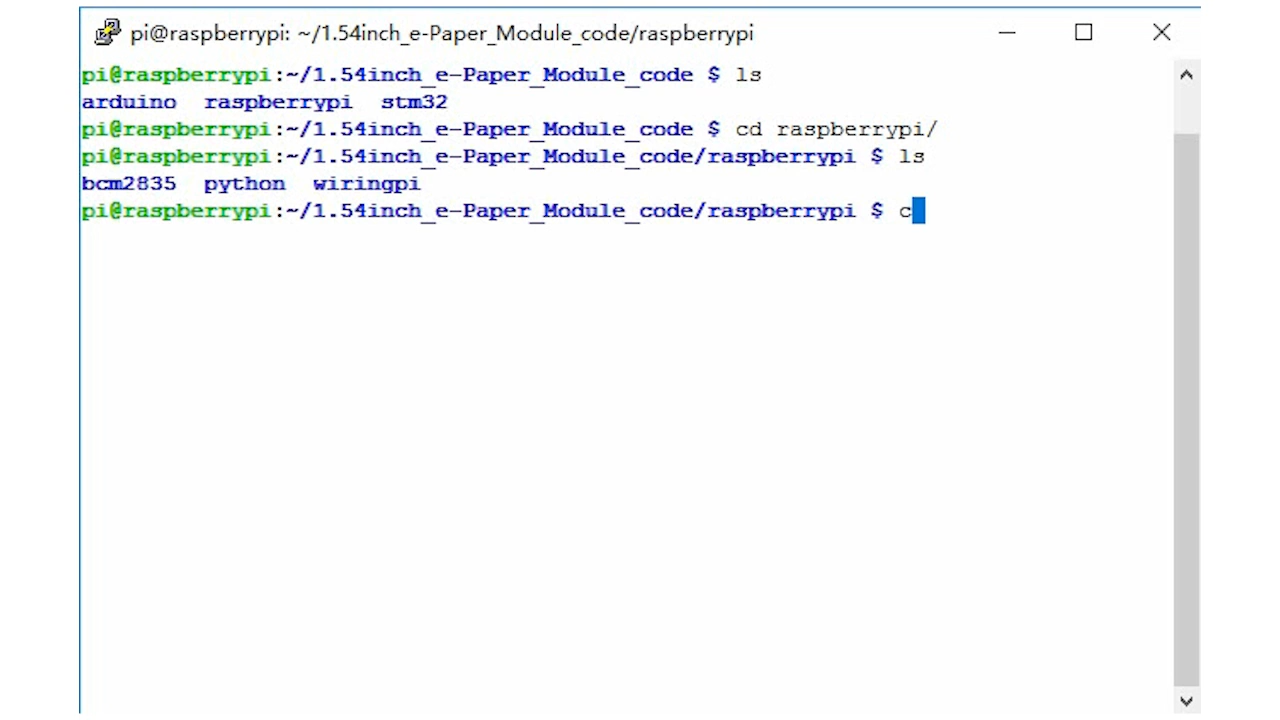 pi@raspberrypi: ~/1.54inch_e-Paper_Module_code/raspberrypi
pi@raspberrypi:~/1.54inch_e-Paper_Module_code $ ls
arduino  raspberrypi  stm32
pi@raspberrypi:~/1.54inch_e-Paper_Module_code $ cd raspberrypi/
pi@raspberrypi:~/1.54inch_e-Paper_Module_code/raspberrypi $ ls
bcm2835  python  wiringpi
pi@raspberrypi:~/1.54inch_e-Paper_Module_code/raspberrypi $ c